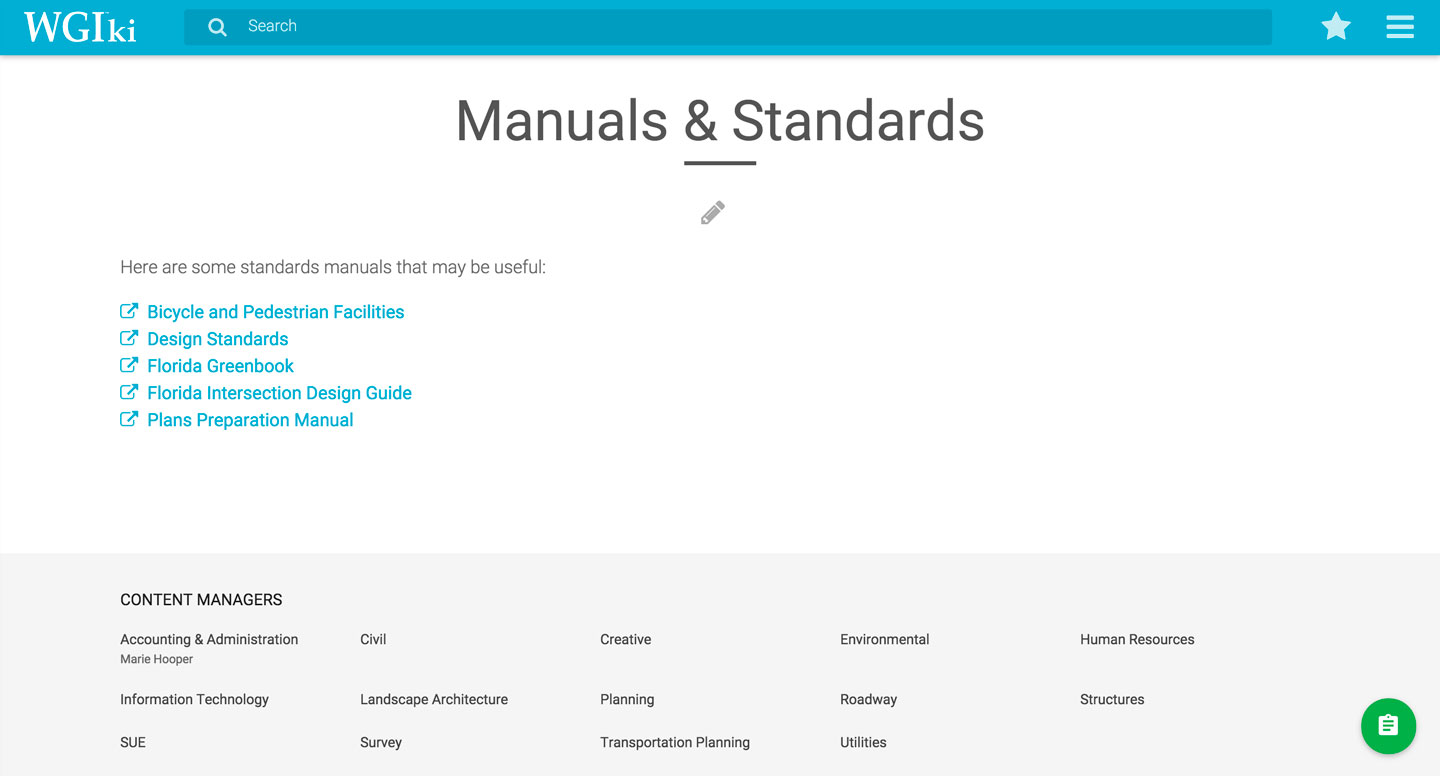 WGIki
Search
Manuals & Standards
Here are some standards manuals that may be useful:
Bicycle and Pedestrian Facilities
Design Standards
Florida Greenbook
Florida Intersection Design Guide
Plans Preparation Manual
CONTENT MANAGERS
Accounting & Administration
Marie Hooper
Civil
Creative
Environmental
Human Resources
Information Technology
Landscape Architecture
Planning
Roadway
Structures
SUE
Survey
Transportation Planning
Utilities